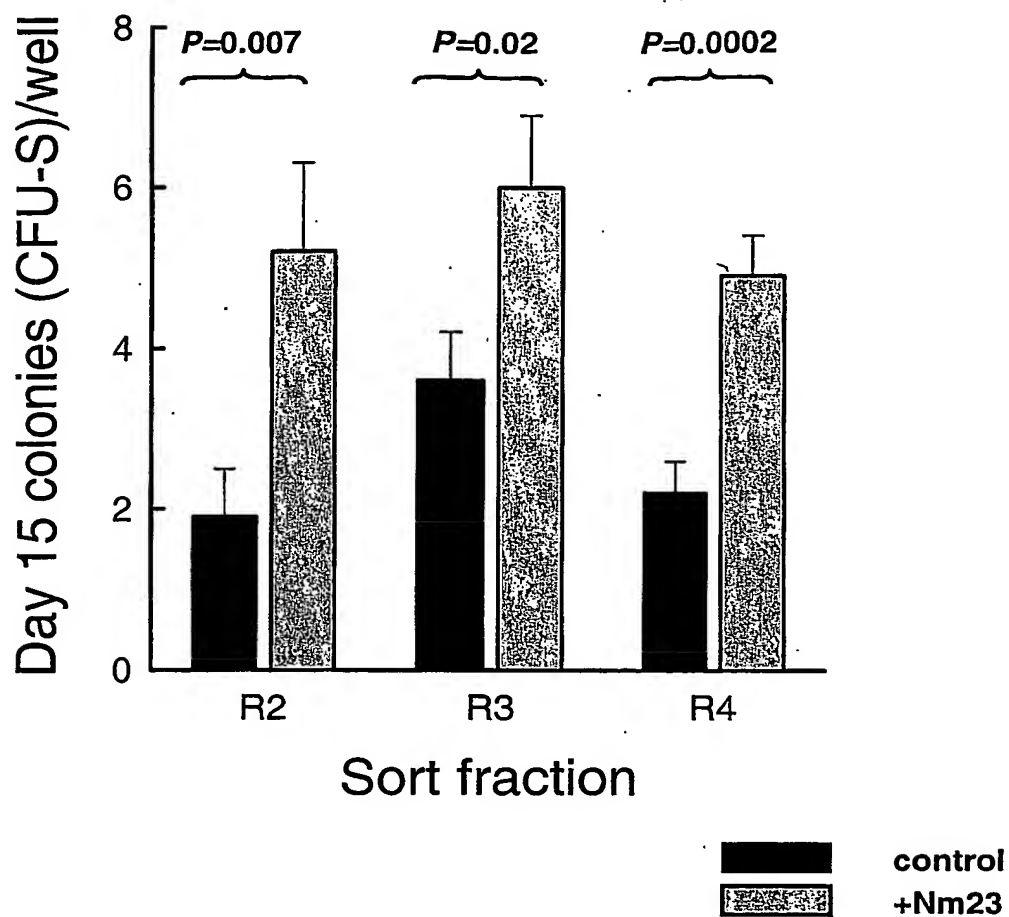 Day 15 colonies (CFU-S)/well
8
6
4
2
0
P=0.007
P=0.02
P=0.0002
R2
R3
R4
Sort fraction
control
+Nm23